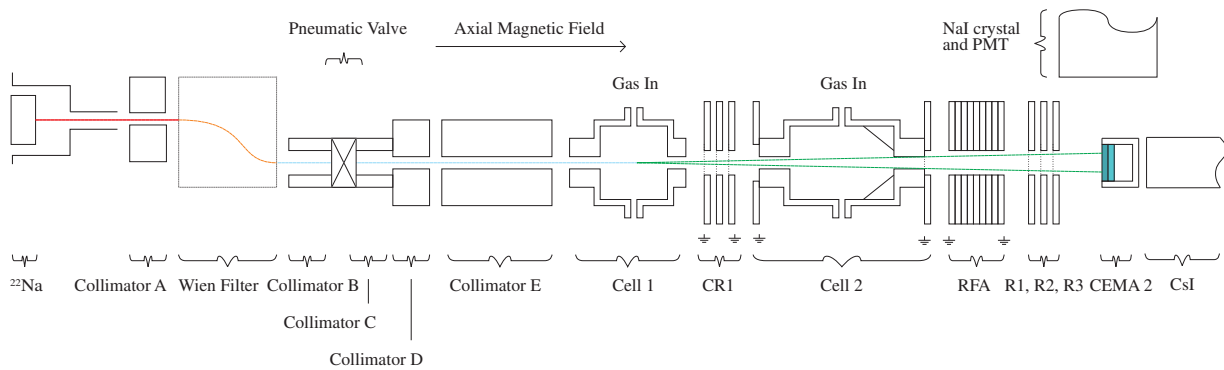 Pneumatic Valve
Axial Magnetic Field
NaI crystal
and PMT
Gas In
Gas In
²²Na
Collimator A
Wien Filter
Collimator B
Collimator E
Cell 1
CR1
Cell 2
RFA
R1, R2, R3
CEMA 2
CsI
Collimator C
Collimator D